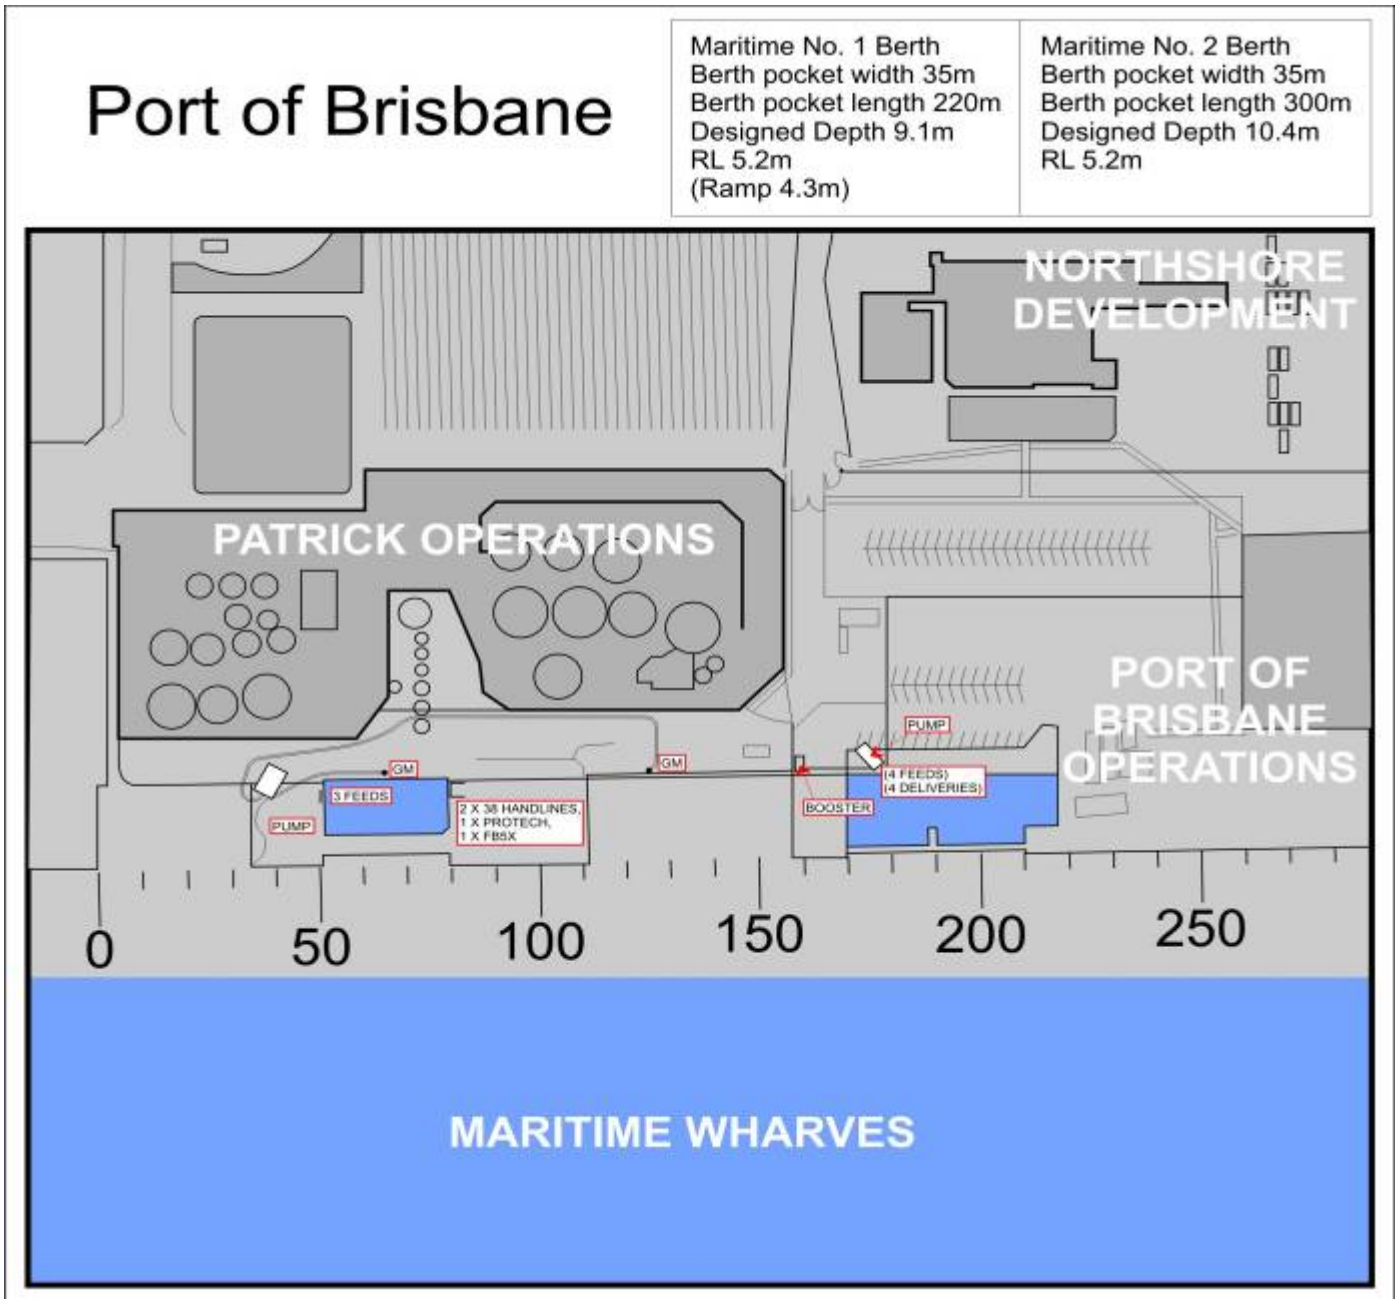 Port of Brisbane
Maritime No. 1 Berth
Berth pocket width 35m
Berth pocket length 220m
Designed Depth 9.1m
RL 5.2m
(Ramp 4.3m)
Maritime No. 2 Berth
Berth pocket width 35m
Berth pocket length 300m
Designed Depth 10.4m
RL 5.2m
NORTHSHORE
DEVELOPMENT
PATRICK OPERATIONS
PORT OF
BRISBANE
OPERATIONS
PUMP
GM
GM
(4 FEEDS)
(4 DELIVERIES)
3 FEEDS
BOOSTER
PUMP
2 X 38 HANDLINES,
1 X PROTECH,
1 X FB5X
0
50
100
150
200
250
MARITIME WHARVES